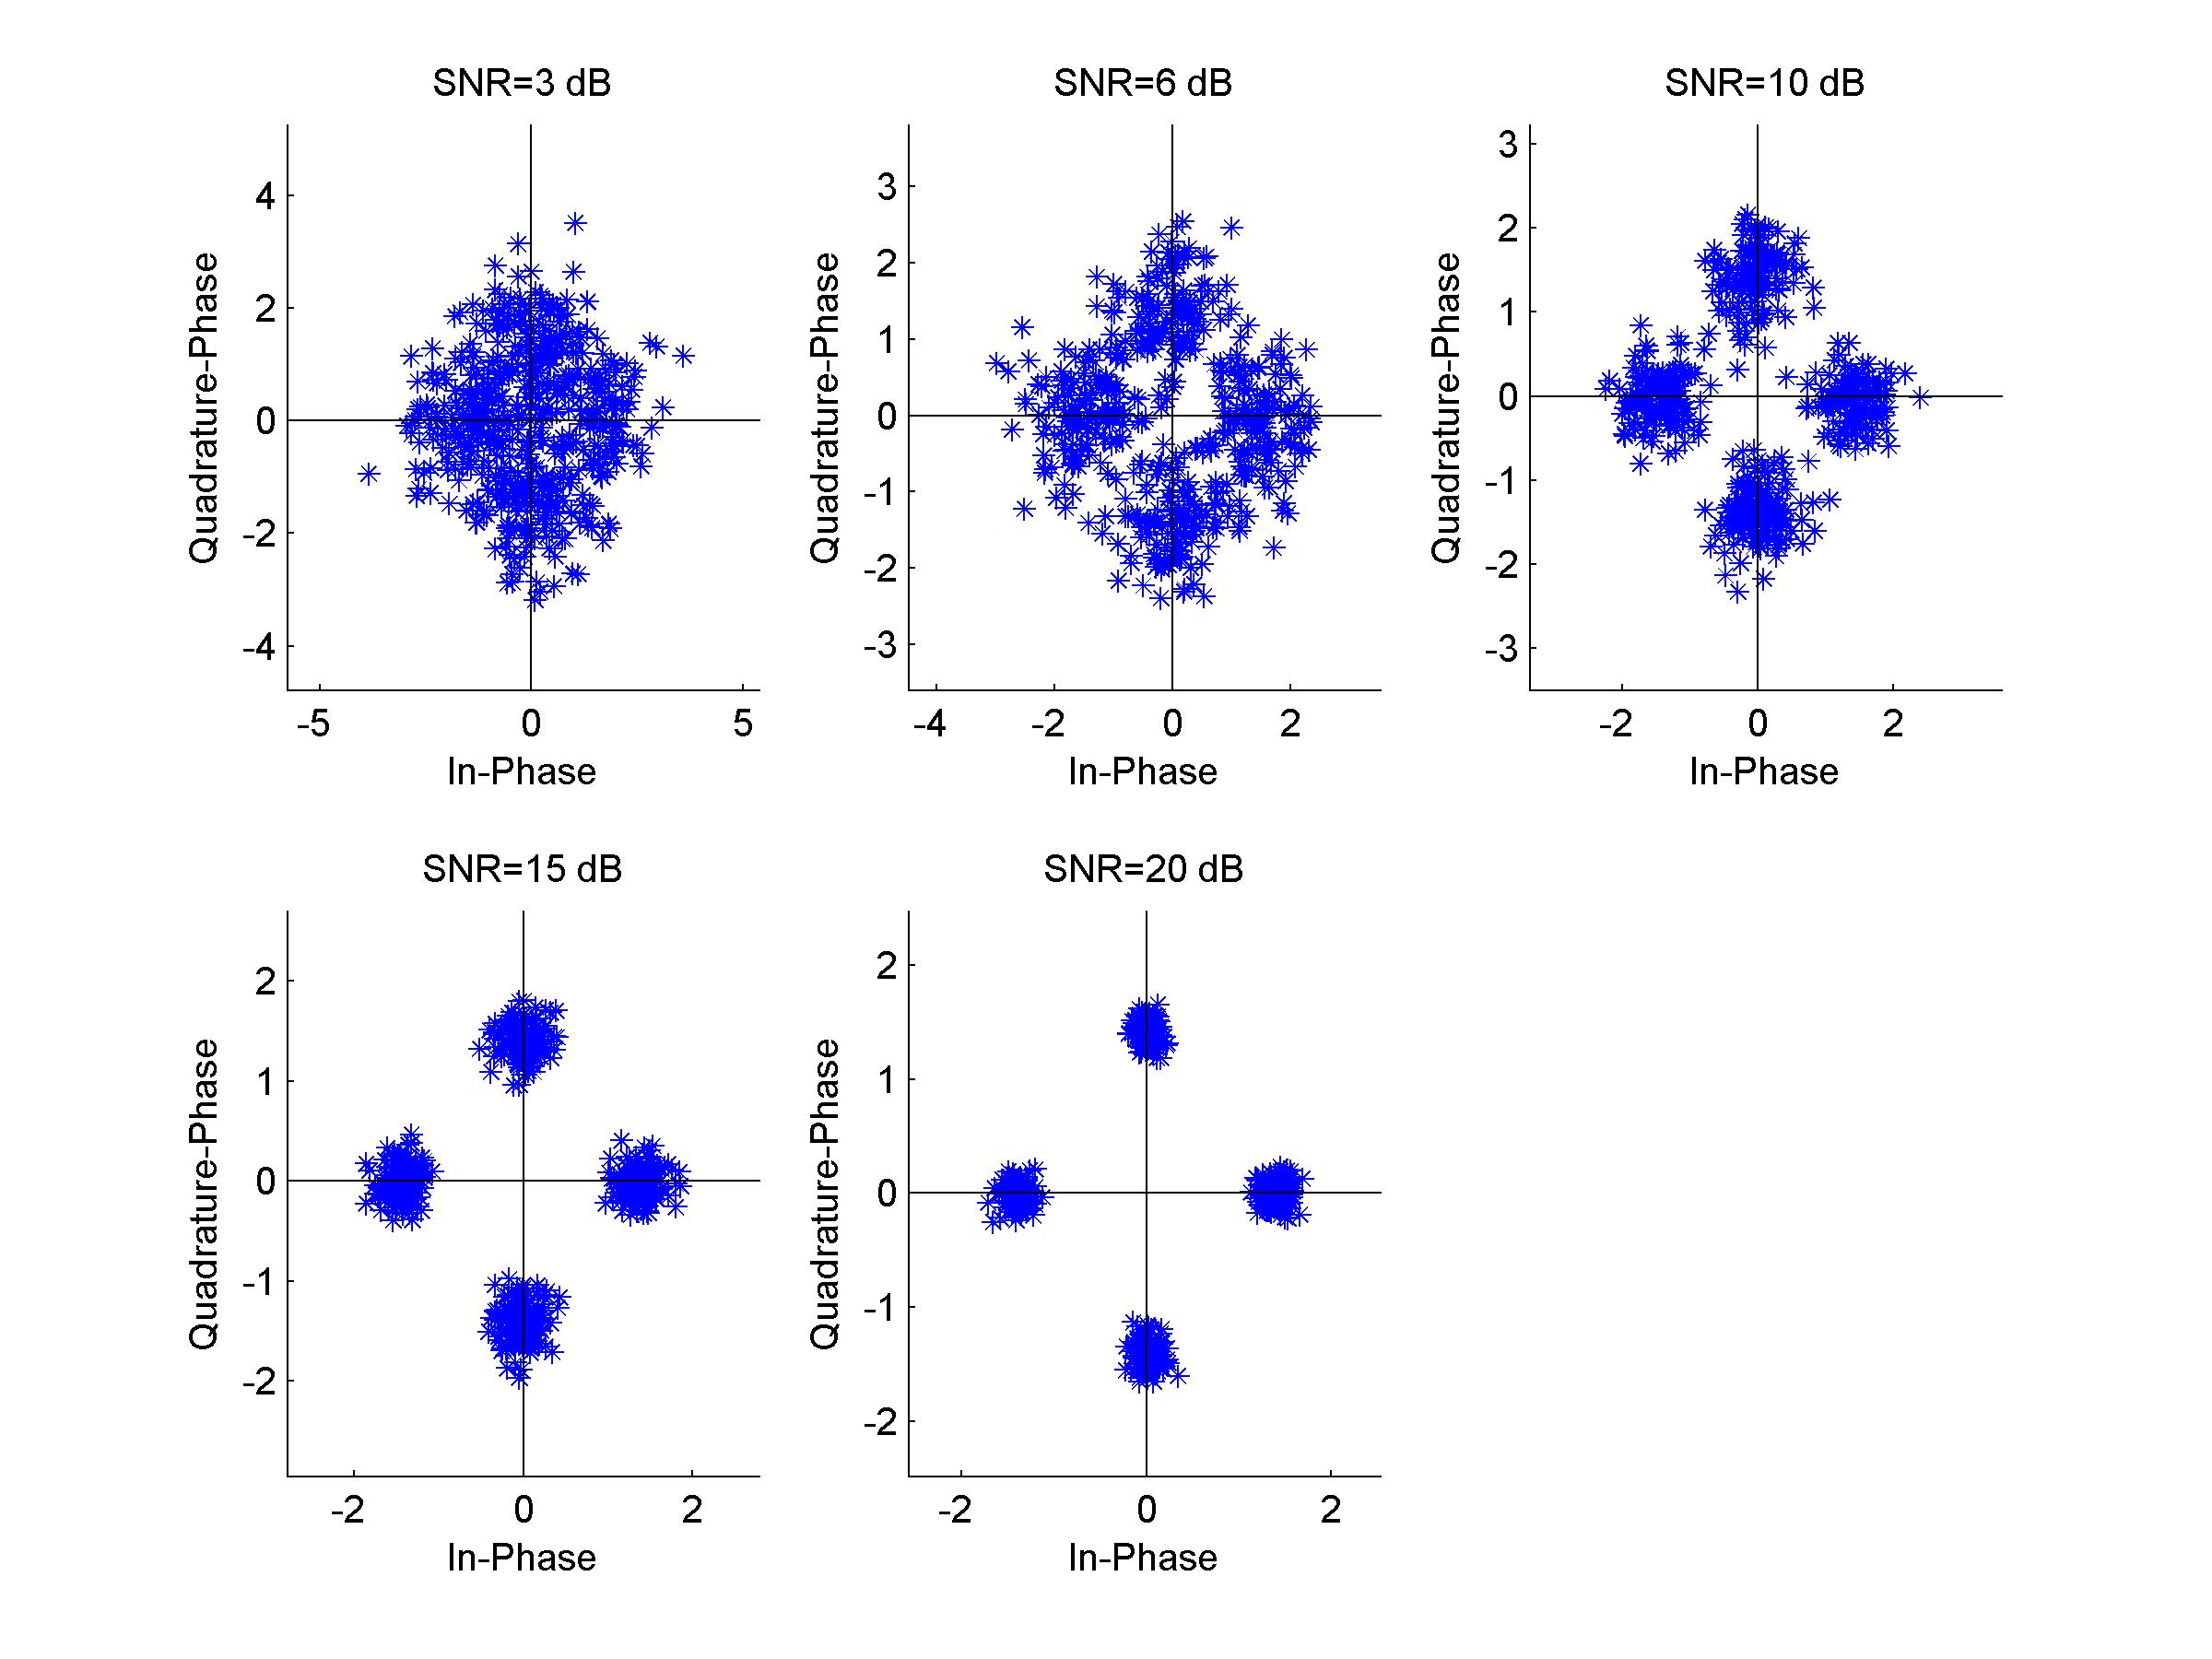 SNR=3 dB
4
2
0
-2
-4
Quadrature-Phase
-5 0 5
In-Phase
SNR=6 dB
3
2
1
0
-1
-2
-3
Quadrature-Phase
-4 -2 0 2
In-Phase
SNR=10 dB
3
2
1
0
-1
-2
-3
Quadrature-Phase
-2 0 2
In-Phase
SNR=15 dB
2
1
0
-1
-2
Quadrature-Phase
-2 0 2
In-Phase
SNR=20 dB
2
1
0
-1
-2
Quadrature-Phase
-2 0 2
In-Phase